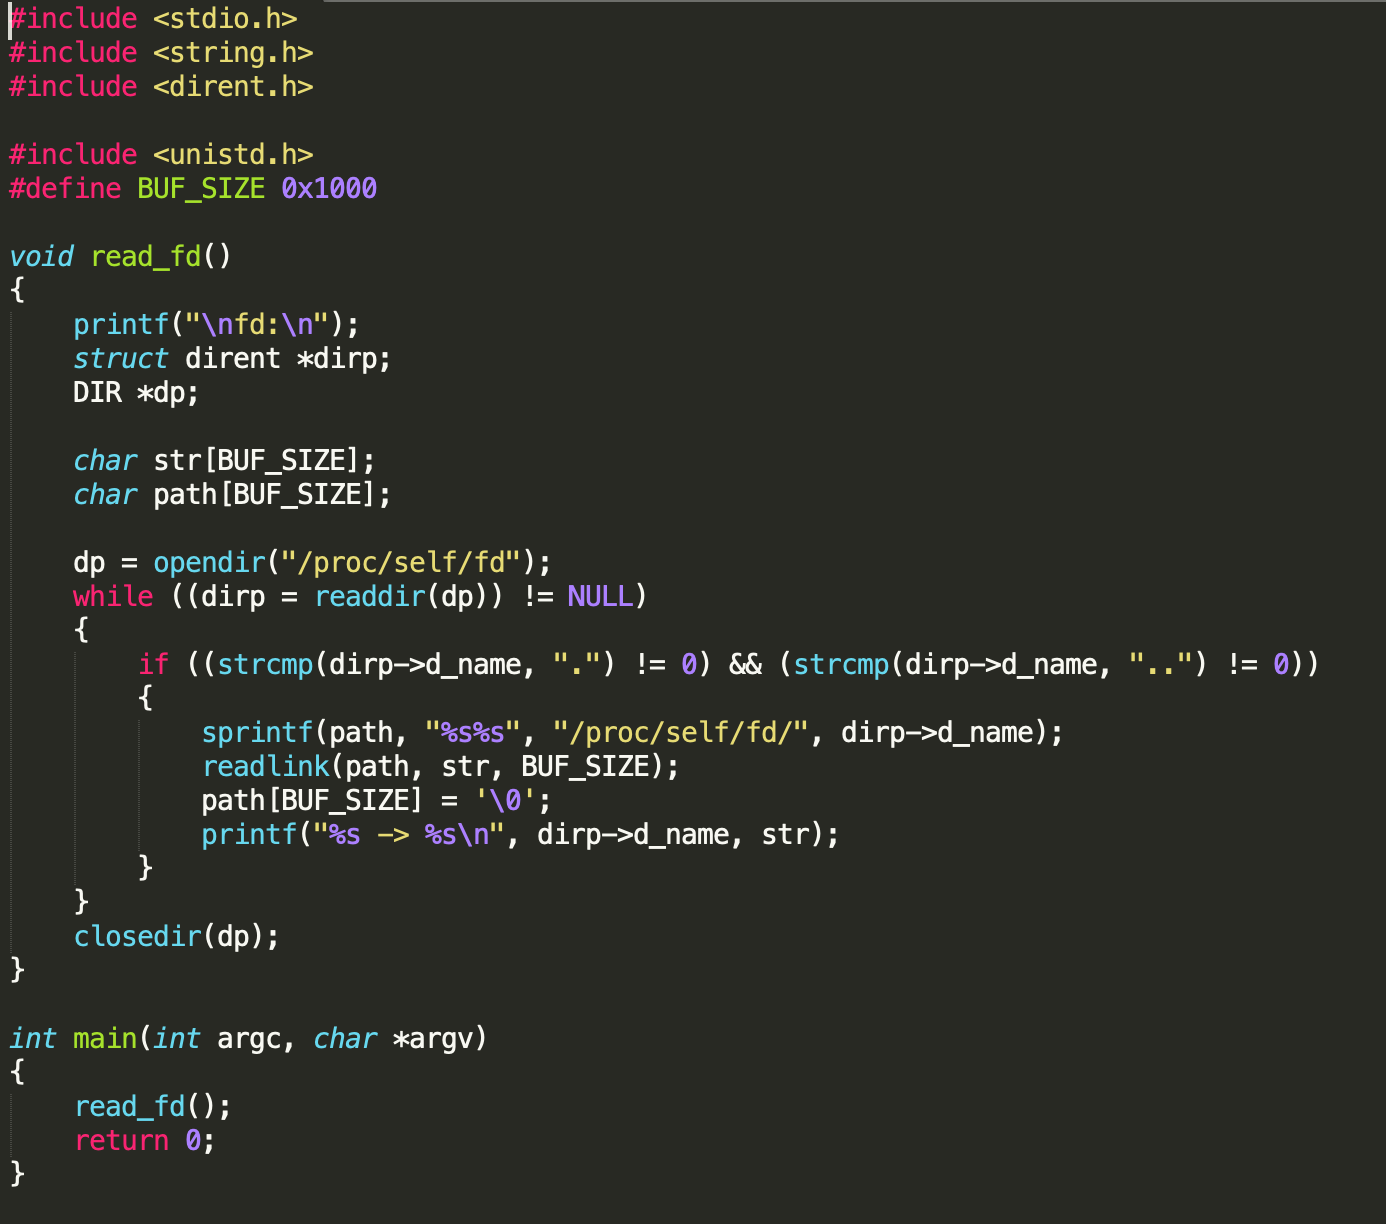 #include <stdio.h>
#include <string.h>
#include <dirent.h>
#include <unistd.h>
#define BUF_SIZE 0x1000
void read_fd()
{
    printf("\nfd:\n");
    struct dirent *dirp;
    DIR *dp;
    char str[BUF_SIZE];
    char path[BUF_SIZE];
    dp = opendir("/proc/self/fd");
    while ((dirp = readdir(dp)) != NULL)
    {
        if ((strcmp(dirp->d_name, ".") != 0) && (strcmp(dirp->d_name, "..") != 0))
        {
            sprintf(path, "%s%s", "/proc/self/fd/", dirp->d_name);
            readlink(path, str, BUF_SIZE);
            path[BUF_SIZE] = '\0';
            printf("%s -> %s\n", dirp->d_name, str);
        }
    }
    closedir(dp);
}
int main(int argc, char *argv)
{
    read_fd();
    return 0;
}